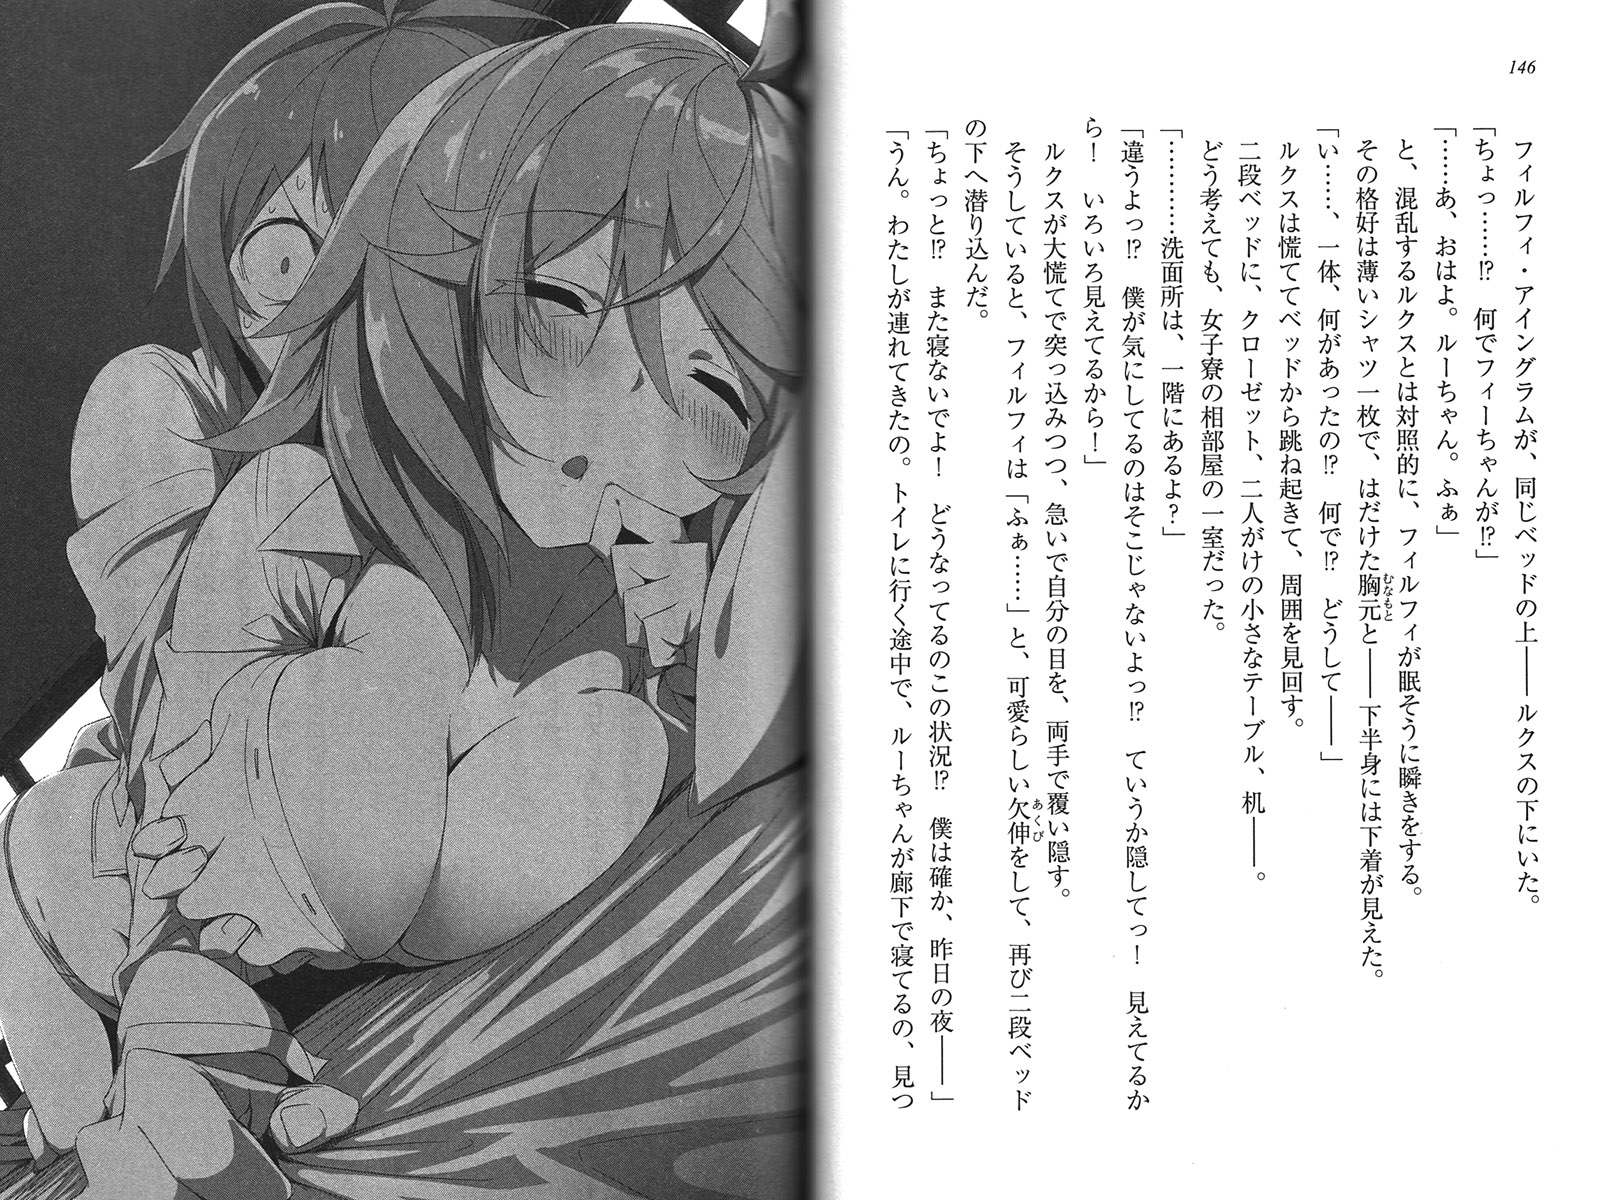 146
フィルフィ・アイングラムが、同じベッドの上――ルクスの下にいた。
「ちょっ……!? 何でフィーちゃんが!?」
「……あ、おはよ。ルーちゃん。ふぁ」
と、混乱するルクスとは対照的に、フィルフィが眠そうに瞬きをする。
その格好は薄いシャツ一枚で、はだけた胸元と――下半身には下着が見えた。
むなもと
「い……、一体、何があったの!? 何で!? どうして――」
ルクスは慌ててベッドから跳ね起きて、周囲を見回す。
二段ベッドに、クローゼット、二人がけの小さなテーブル、机――。
どう考えても、女子寮の相部屋の一室だった。
「…………洗面所は、一階にあるよ?」
「違うよっ!? 僕が気にしてるのはそこじゃないよっ!? ていうか隠してっ! 見えてるか
ら! いろいろ見えてるから!」
ルクスが大慌てで突っ込みつつ、急いで自分の目を、両手で覆い隠す。
そうしていると、フィルフィは「ふぁ……」と、可愛らしい欠伸をして、再び二段ベッド
あくび
の下へ潜り込んだ。
「ちょっと!? また寝ないでよ! どうなってるのこの状況!? 僕は確か、昨日の夜――」
「うん。わたしが連れてきたの。トイレに行く途中で、ルーちゃんが廊下で寝てるの、見つ